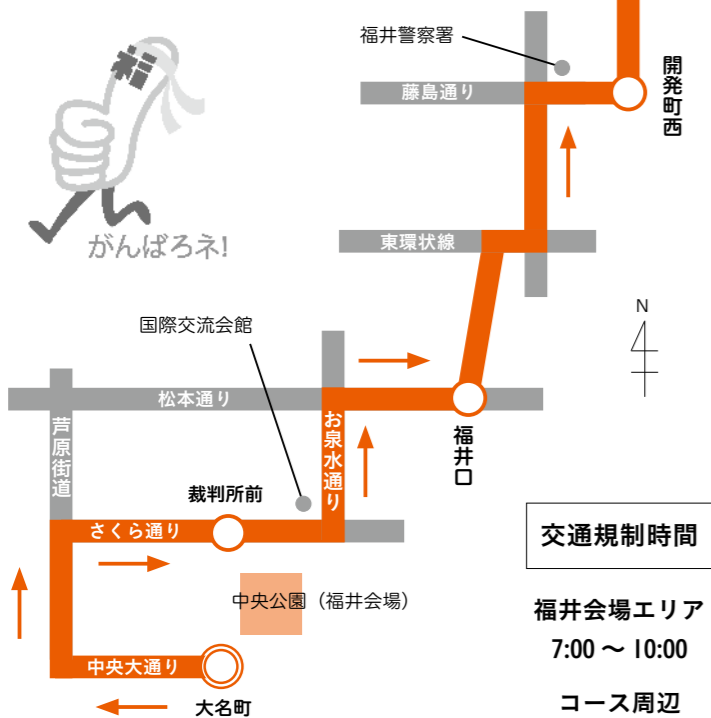 福井警察署
開発町西
藤島通り
福
がんばろネ!
東環状線
N
国際交流会館
松本通り
芦原街道
お泉水通り
福井口
裁判所前
さくら通り
交通規制時間
中央公園（福井会場）
福井会場エリア
7:00 ～ 10:00
中央大通り
大名町
コース周辺